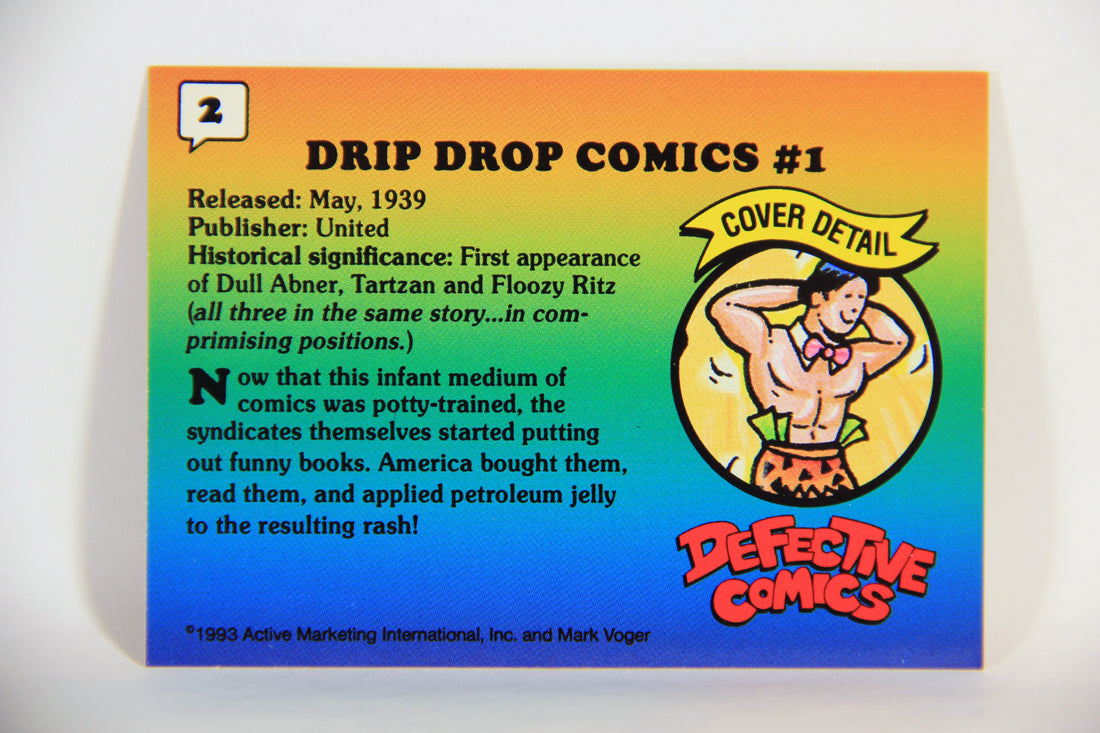 2
DRIP DROP COMICS #1
Released: May, 1939
Publisher: United
Historical significance: First appearance
of Dull Abner, Tartzan and Floozy Ritz
(all three in the same story...in com-
primising positions.)
Now that this infant medium of
comics was potty-trained, the
syndicates themselves started putting
out funny books. America bought them,
read them, and applied petroleum jelly
to the resulting rash!
COVER DETAIL
DEFECTIVE
COMICS
©1993 Active Marketing International, Inc. and Mark Voger